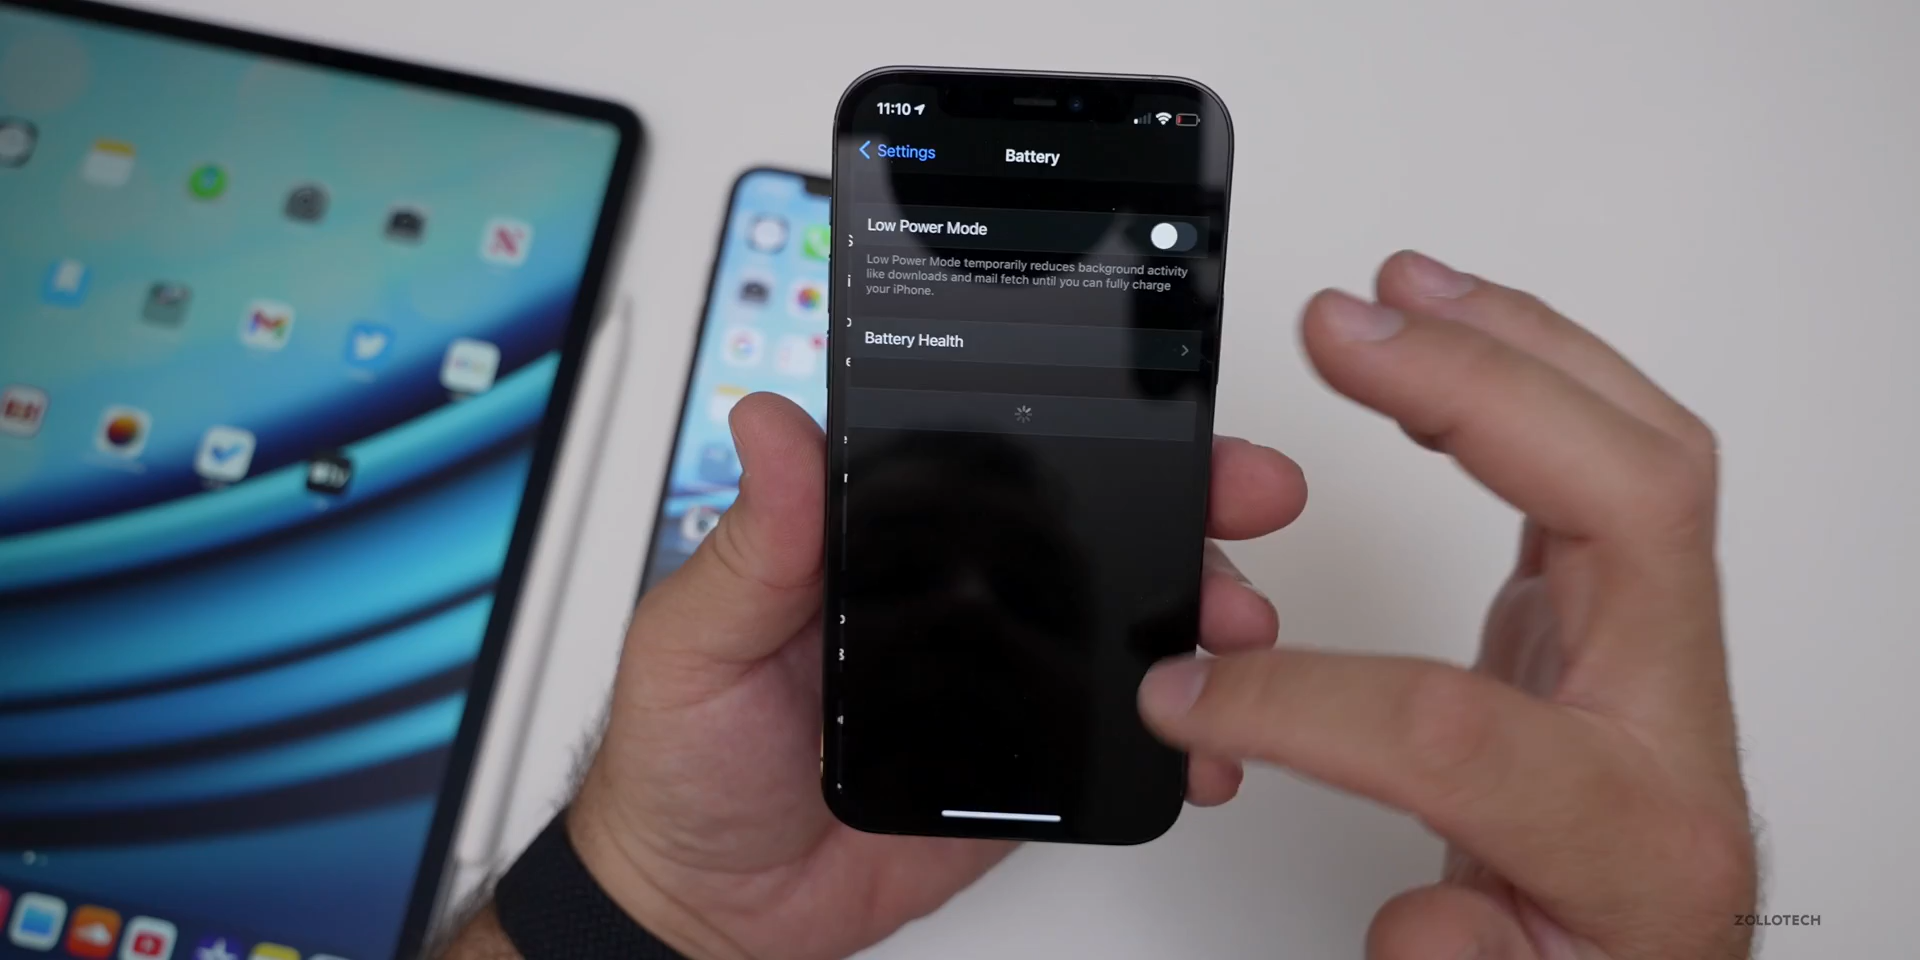 11:10
Settings
Battery
Low Power Mode
Low Power Mode temporarily reduces background activity
like downloads and mail fetch until you can fully charge
your iPhone.
Battery Health
ZOLLOTECH